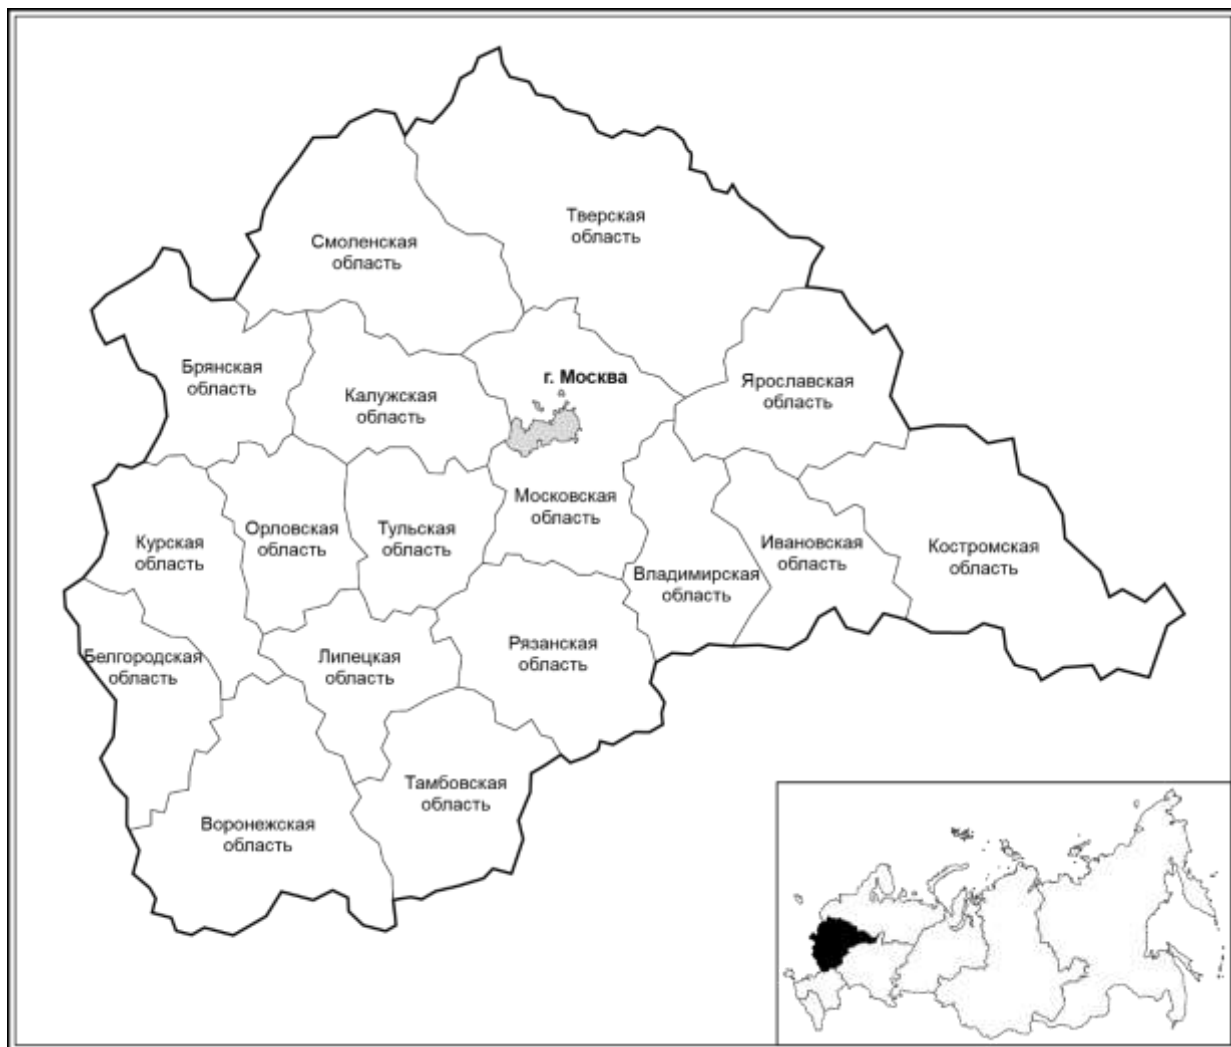 Тверская
область
Смоленская
область
Брянская
область
Калужская
область
г. Москва
Ярославская
область
Московская
область
Курская
область
Орловская
область
Тульская
область
Владимирская
область
Ивановская
область
Костромская
область
Белгородская
область
Липецкая
область
Рязанская
область
Тамбовская
область
Воронежская
область